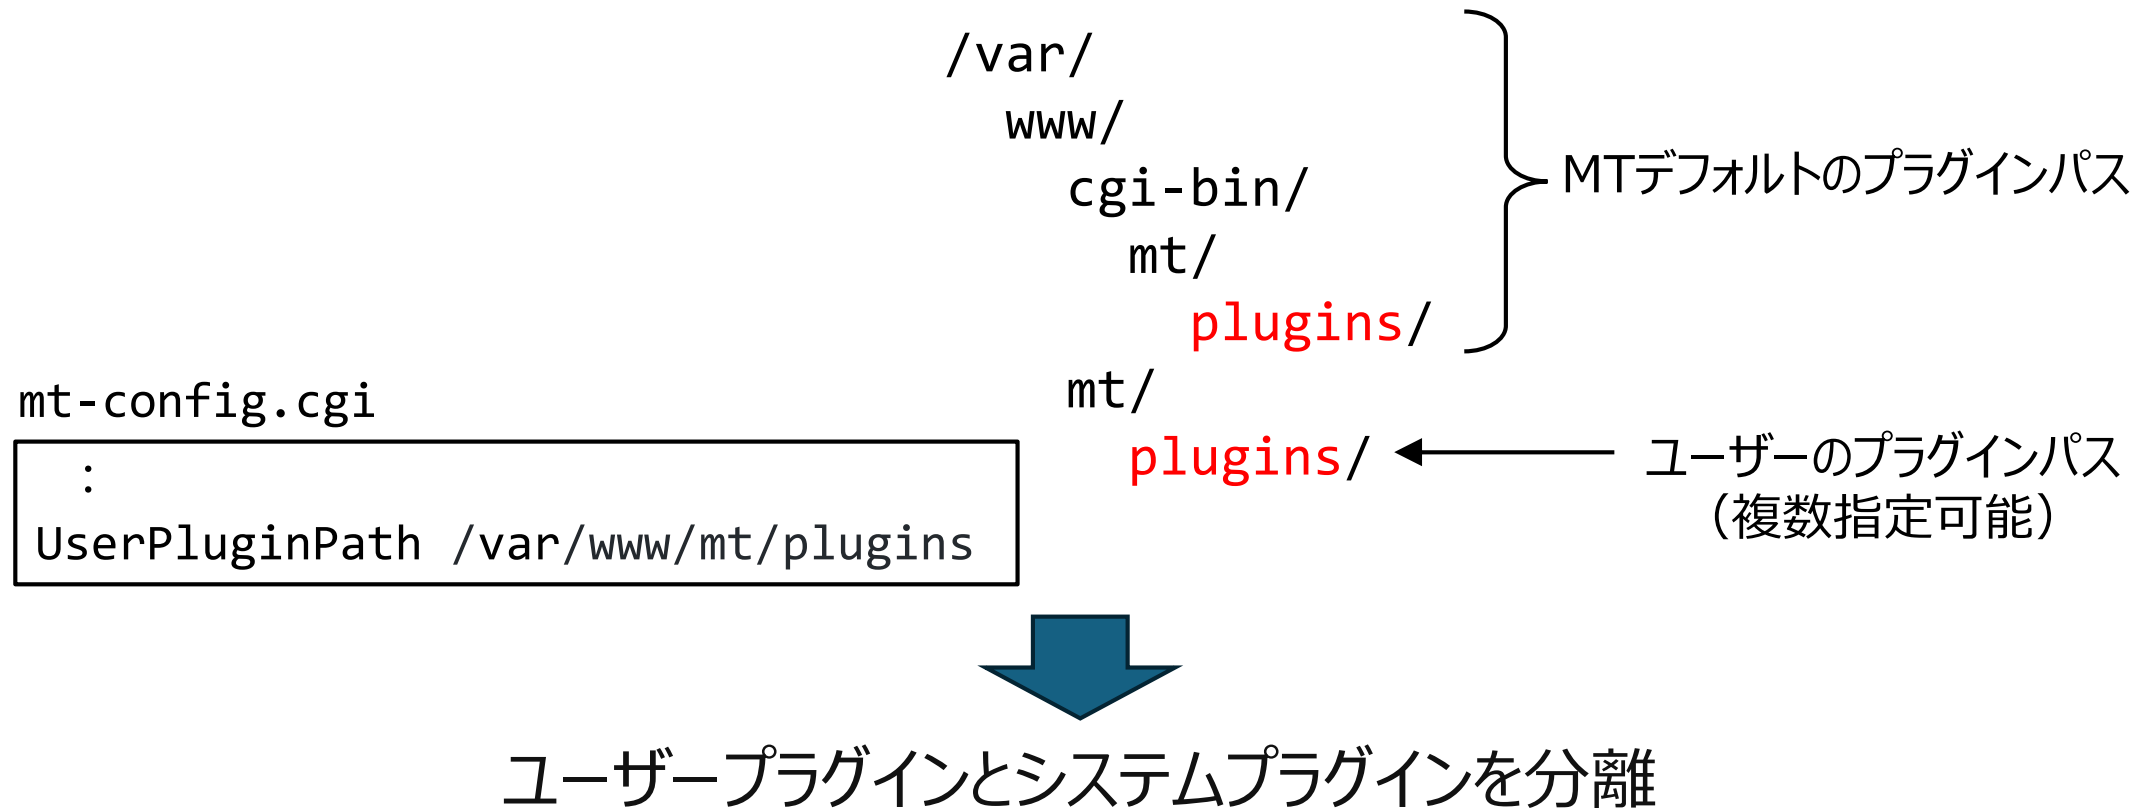 /var/
www/
cgi-bin/
mt/
plugins/
MTデフォルトのプラグインパス
mt/
plugins/
ユーザーのプラグインパス
（複数指定可能）
mt-config.cgi
:
UserPluginPath /var/www/mt/plugins
ユーザープラグインとシステムプラグインを分離